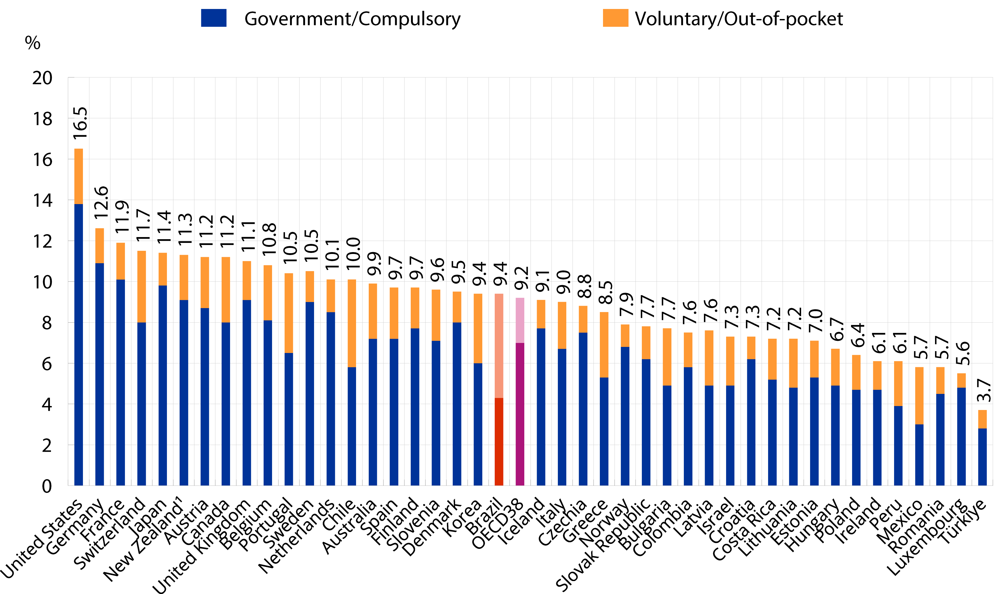 Government/Compulsory
Voluntary/Out-of-pocket
%
20
18
16
14
12
10
8
6
4
2
0
16.5
12.6
11.9
11.7
11.4
11.3
11.2
11.2
11.1
10.8
10.5
10.5
10.1
10.0
9.9
9.7
9.7
9.6
9.5
9.4
9.4
9.2
9.1
9.0
8.8
8.5
7.9
7.7
7.7
7.6
7.6
7.3
7.3
7.2
7.2
7.0
6.7
6.4
6.1
6.1
5.7
5.7
5.6
3.7
United States
Germany
France
Switzerland
Japan
New Zealand¹
Austria
Canada
United Kingdom
Belgium
Portugal
Sweden
Netherlands
Chile
Australia
Spain
Finland
Slovenia
Denmark
Korea
Brazil
OECD38
Iceland
Italy
Czechia
Greece
Norway
Slovak Republic
Bulgaria
Colombia
Latvia
Israel
Croatia
Costa Rica
Lithuania
Estonia
Hungary
Poland
Ireland
Peru
Mexico
Romania
Luxembourg
Türkiye